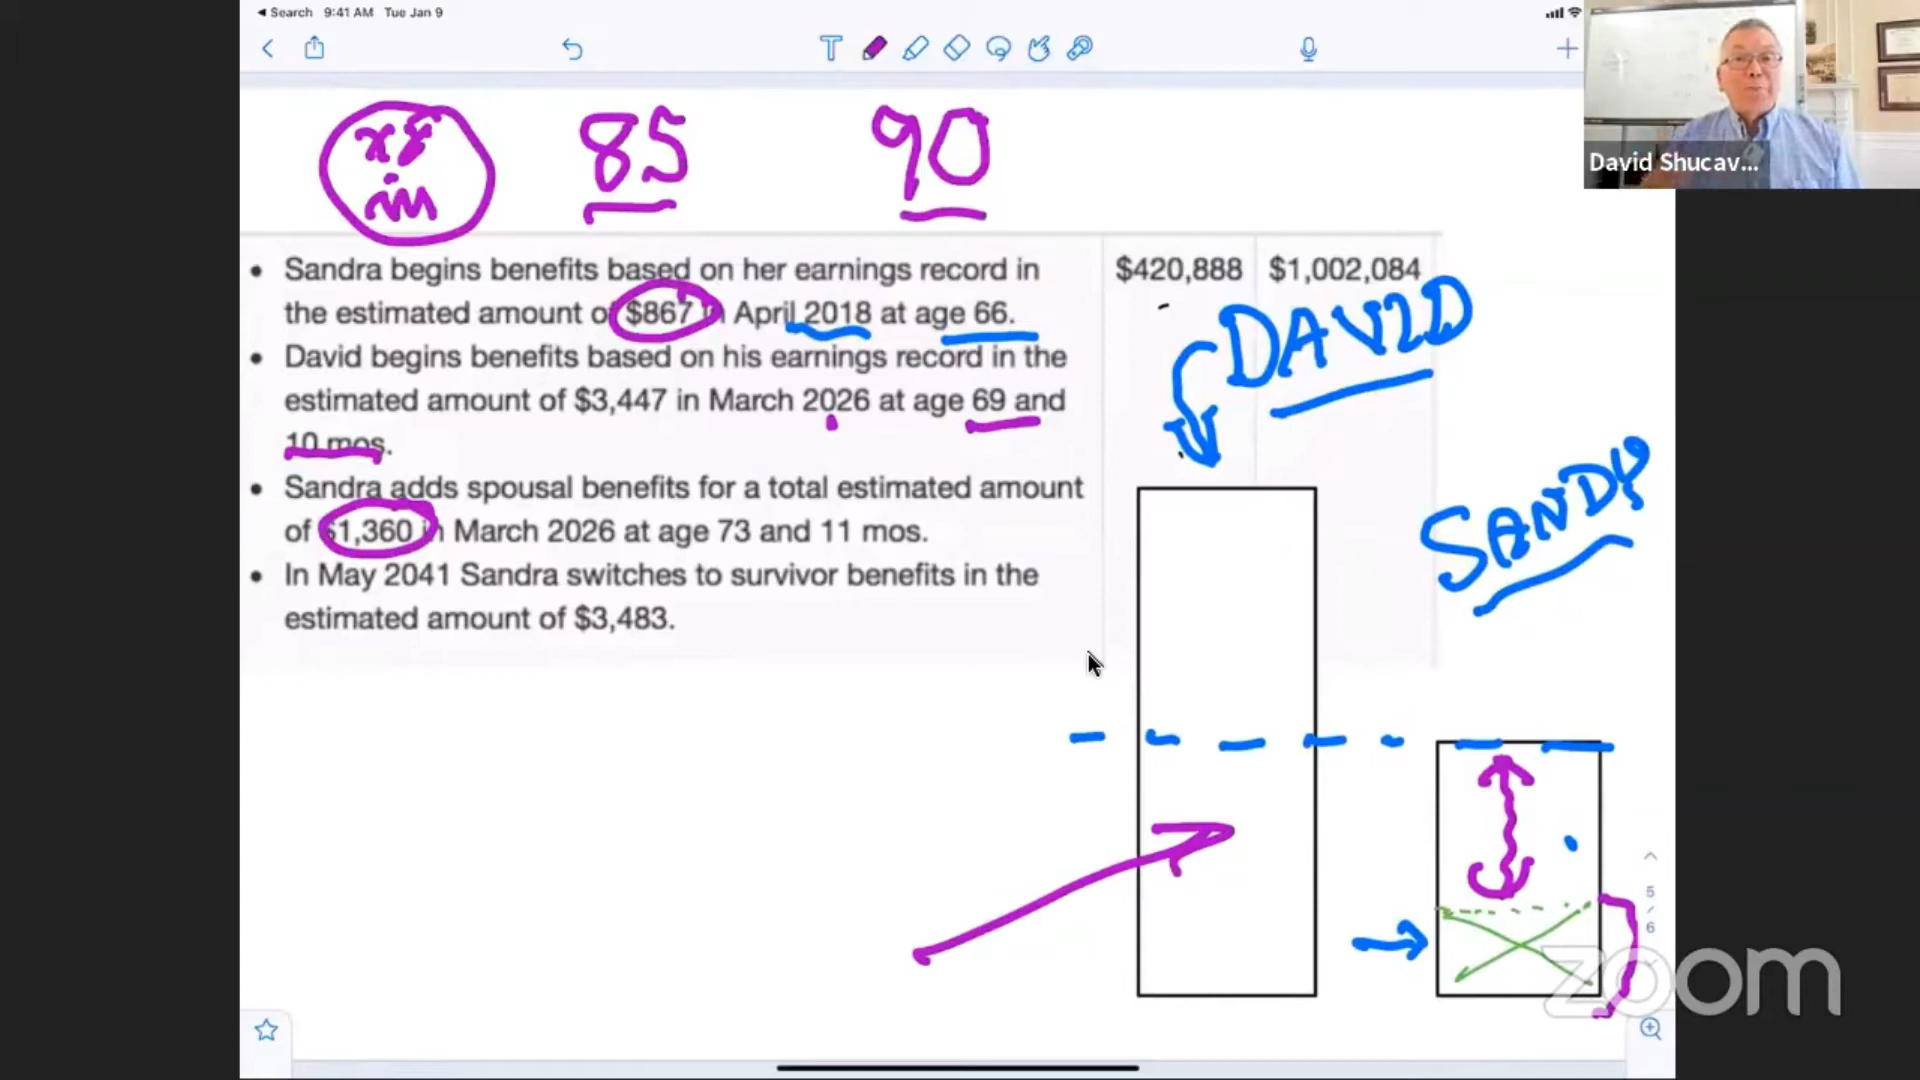 Search 9:41 AM Tue Jan 9
85 90
David Shucav...
Sandra begins benefits based on her earnings record in
the estimated amount of $867 in April 2018 at age 66.
$420,888 $1,002,084
David begins benefits based on his earnings record in the
estimated amount of $3,447 in March 2026 at age 69 and
10 mos.
DAVID
Sandra adds spousal benefits for a total estimated amount
of $1,360 in March 2026 at age 73 and 11 mos.
SANDY
In May 2041 Sandra switches to survivor benefits in the
estimated amount of $3,483.
5
/
6
zoom